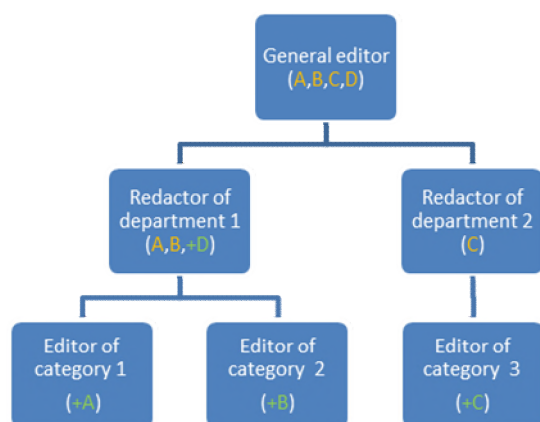 General editor
(A,B,C,D)
Redactor of
department 1
(A,B,+D)
Redactor of
department 2
(C)
Editor of
category 1
(+A)
Editor of
category 2
(+B)
Editor of
category 3
(+C)